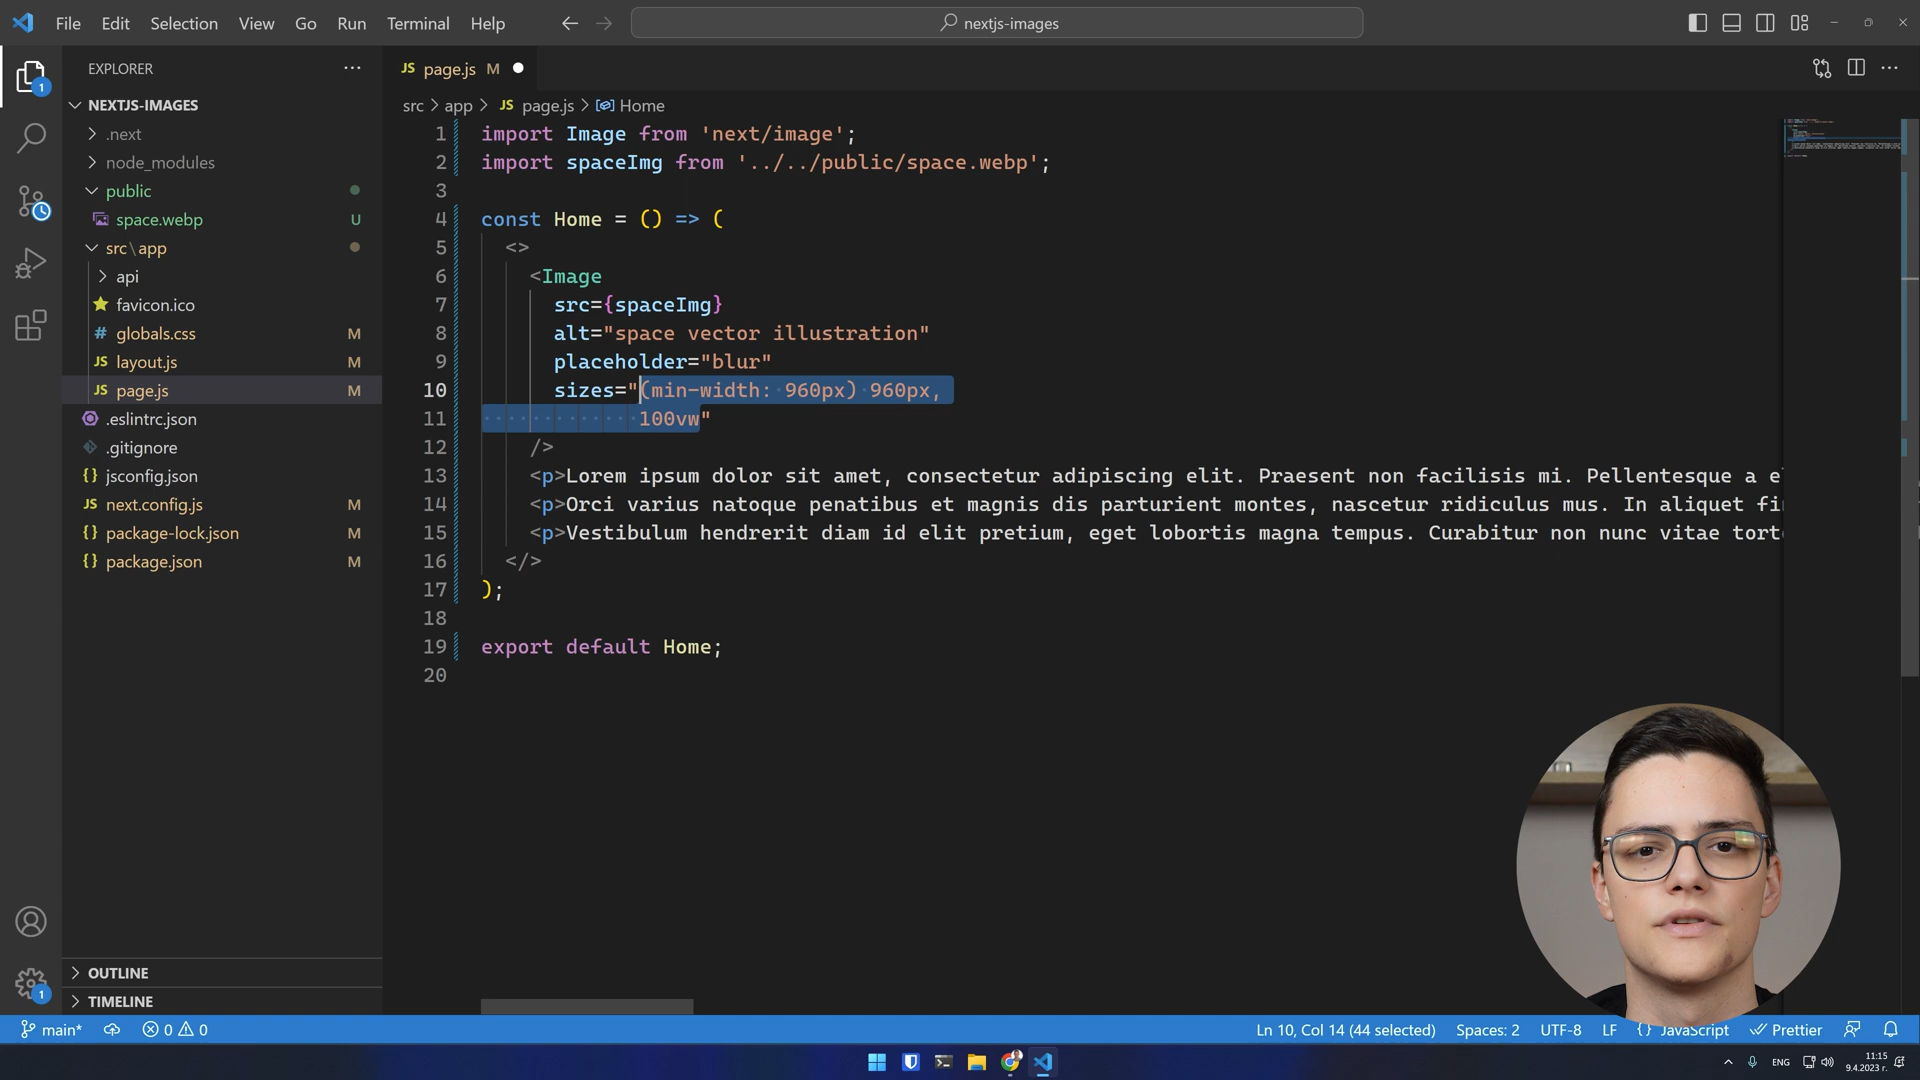 File Edit Selection View Go Run Terminal Help
nextjs-images
EXPLORER
NEXTJS-IMAGES
.next
node_modules
public
space.webp U
src\app
api
favicon.ico
globals.css M
layout.js M
page.js M
.eslintrc.json
.gitignore
jsconfig.json
next.config.js M
package-lock.json M
package.json M
OUTLINE
TIMELINE
JS page.js M
src > app > JS page.js > Home
1 import Image from 'next/image';
2 import spaceImg from '../../public/space.webp';
3
4 const Home = () => (
5 <>
6 <Image
7 src={spaceImg}
8 alt="space vector illustration"
9 placeholder="blur"
10 sizes="(min-width: 960px) 960px,
11 100vw"
12 />
13 <p>Lorem ipsum dolor sit amet, consectetur adipiscing elit. Praesent non facilisis mi. Pellentesque a el
14 <p>Orci varius natoque penatibus et magnis dis parturient montes, nascetur ridiculus mus. In aliquet fi
15 <p>Vestibulum hendrerit diam id elit pretium, eget lobortis magna tempus. Curabitur non nunc vitae tort
16 </>
17 );
18
19 export default Home;
20
main* 0 0 Ln 10, Col 14 (44 selected) Spaces: 2 UTF-8 LF {} JavaScript Prettier
ENG 11:15
9.4.2023 г.